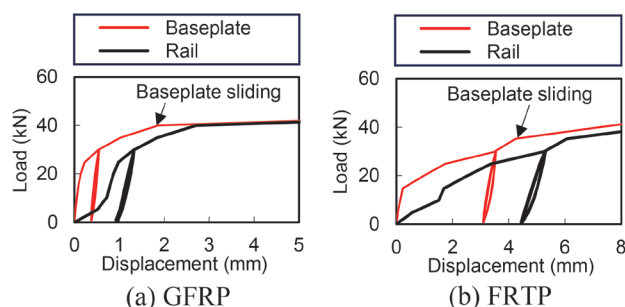 (a)
Baseplate
Rail
60
40
20
0
Load (kN)
Baseplate sliding
0 1 2 3 4 5
Displacement (mm)
(a) GFRP
(b)
Baseplate
Rail
60
40
20
0
Load (kN)
Baseplate sliding
0 2 4 6 8
Displacement (mm)
(b) FRTP